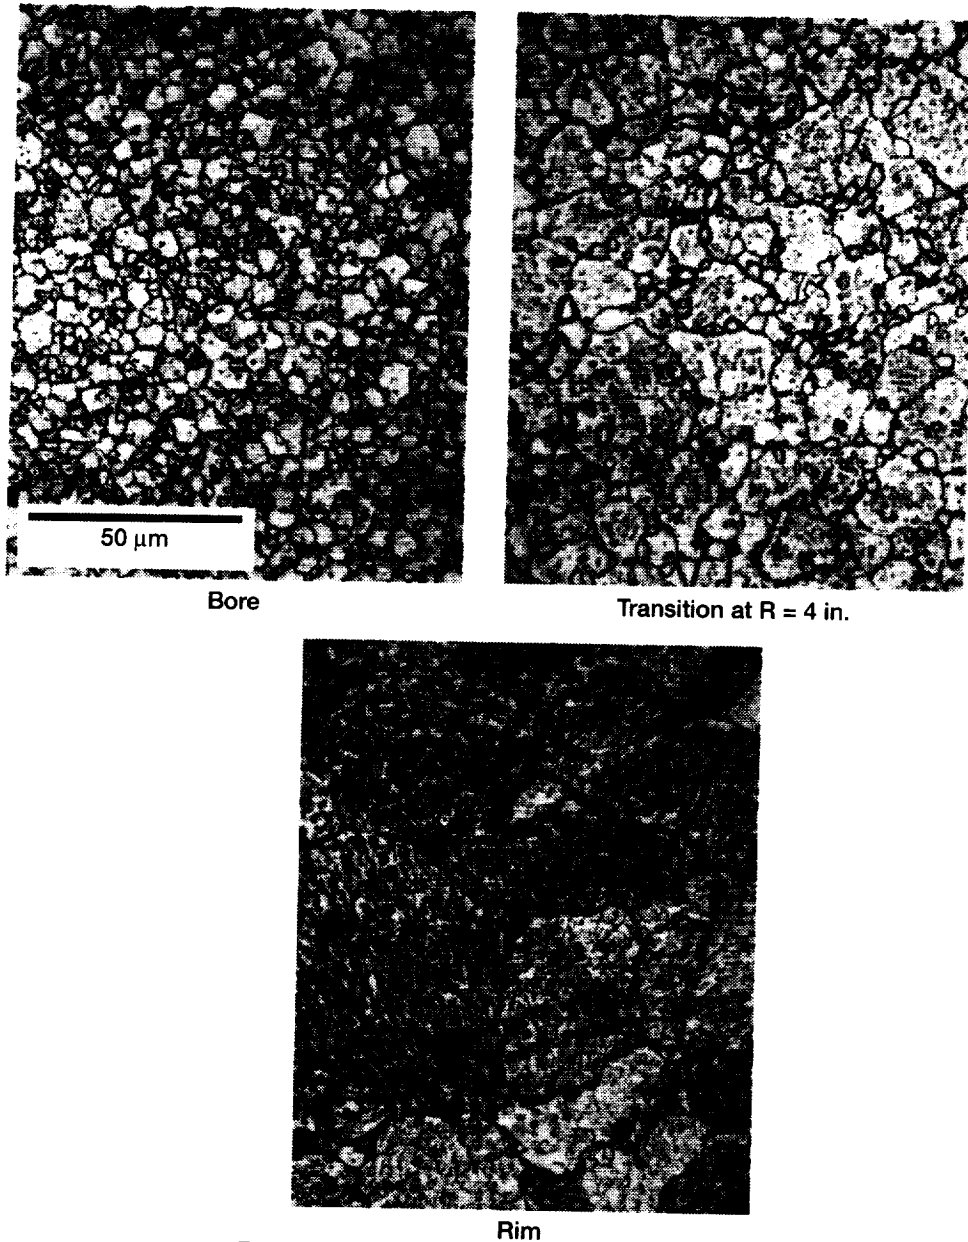 50 μm
Bore
Transition at R = 4 in.
Rim